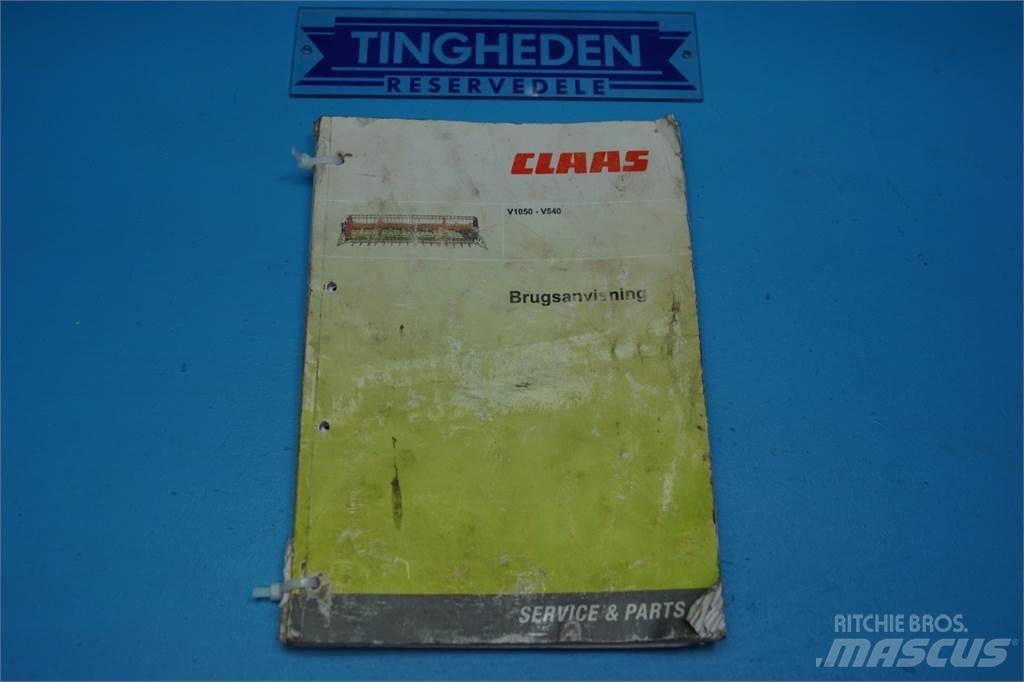 TINGHEDEN
RESERVEDELE
CLAAS
V1050 - V540
Brugsanvisning
SERVICE & PARTS
RITCHIE BROS.
MASCUS